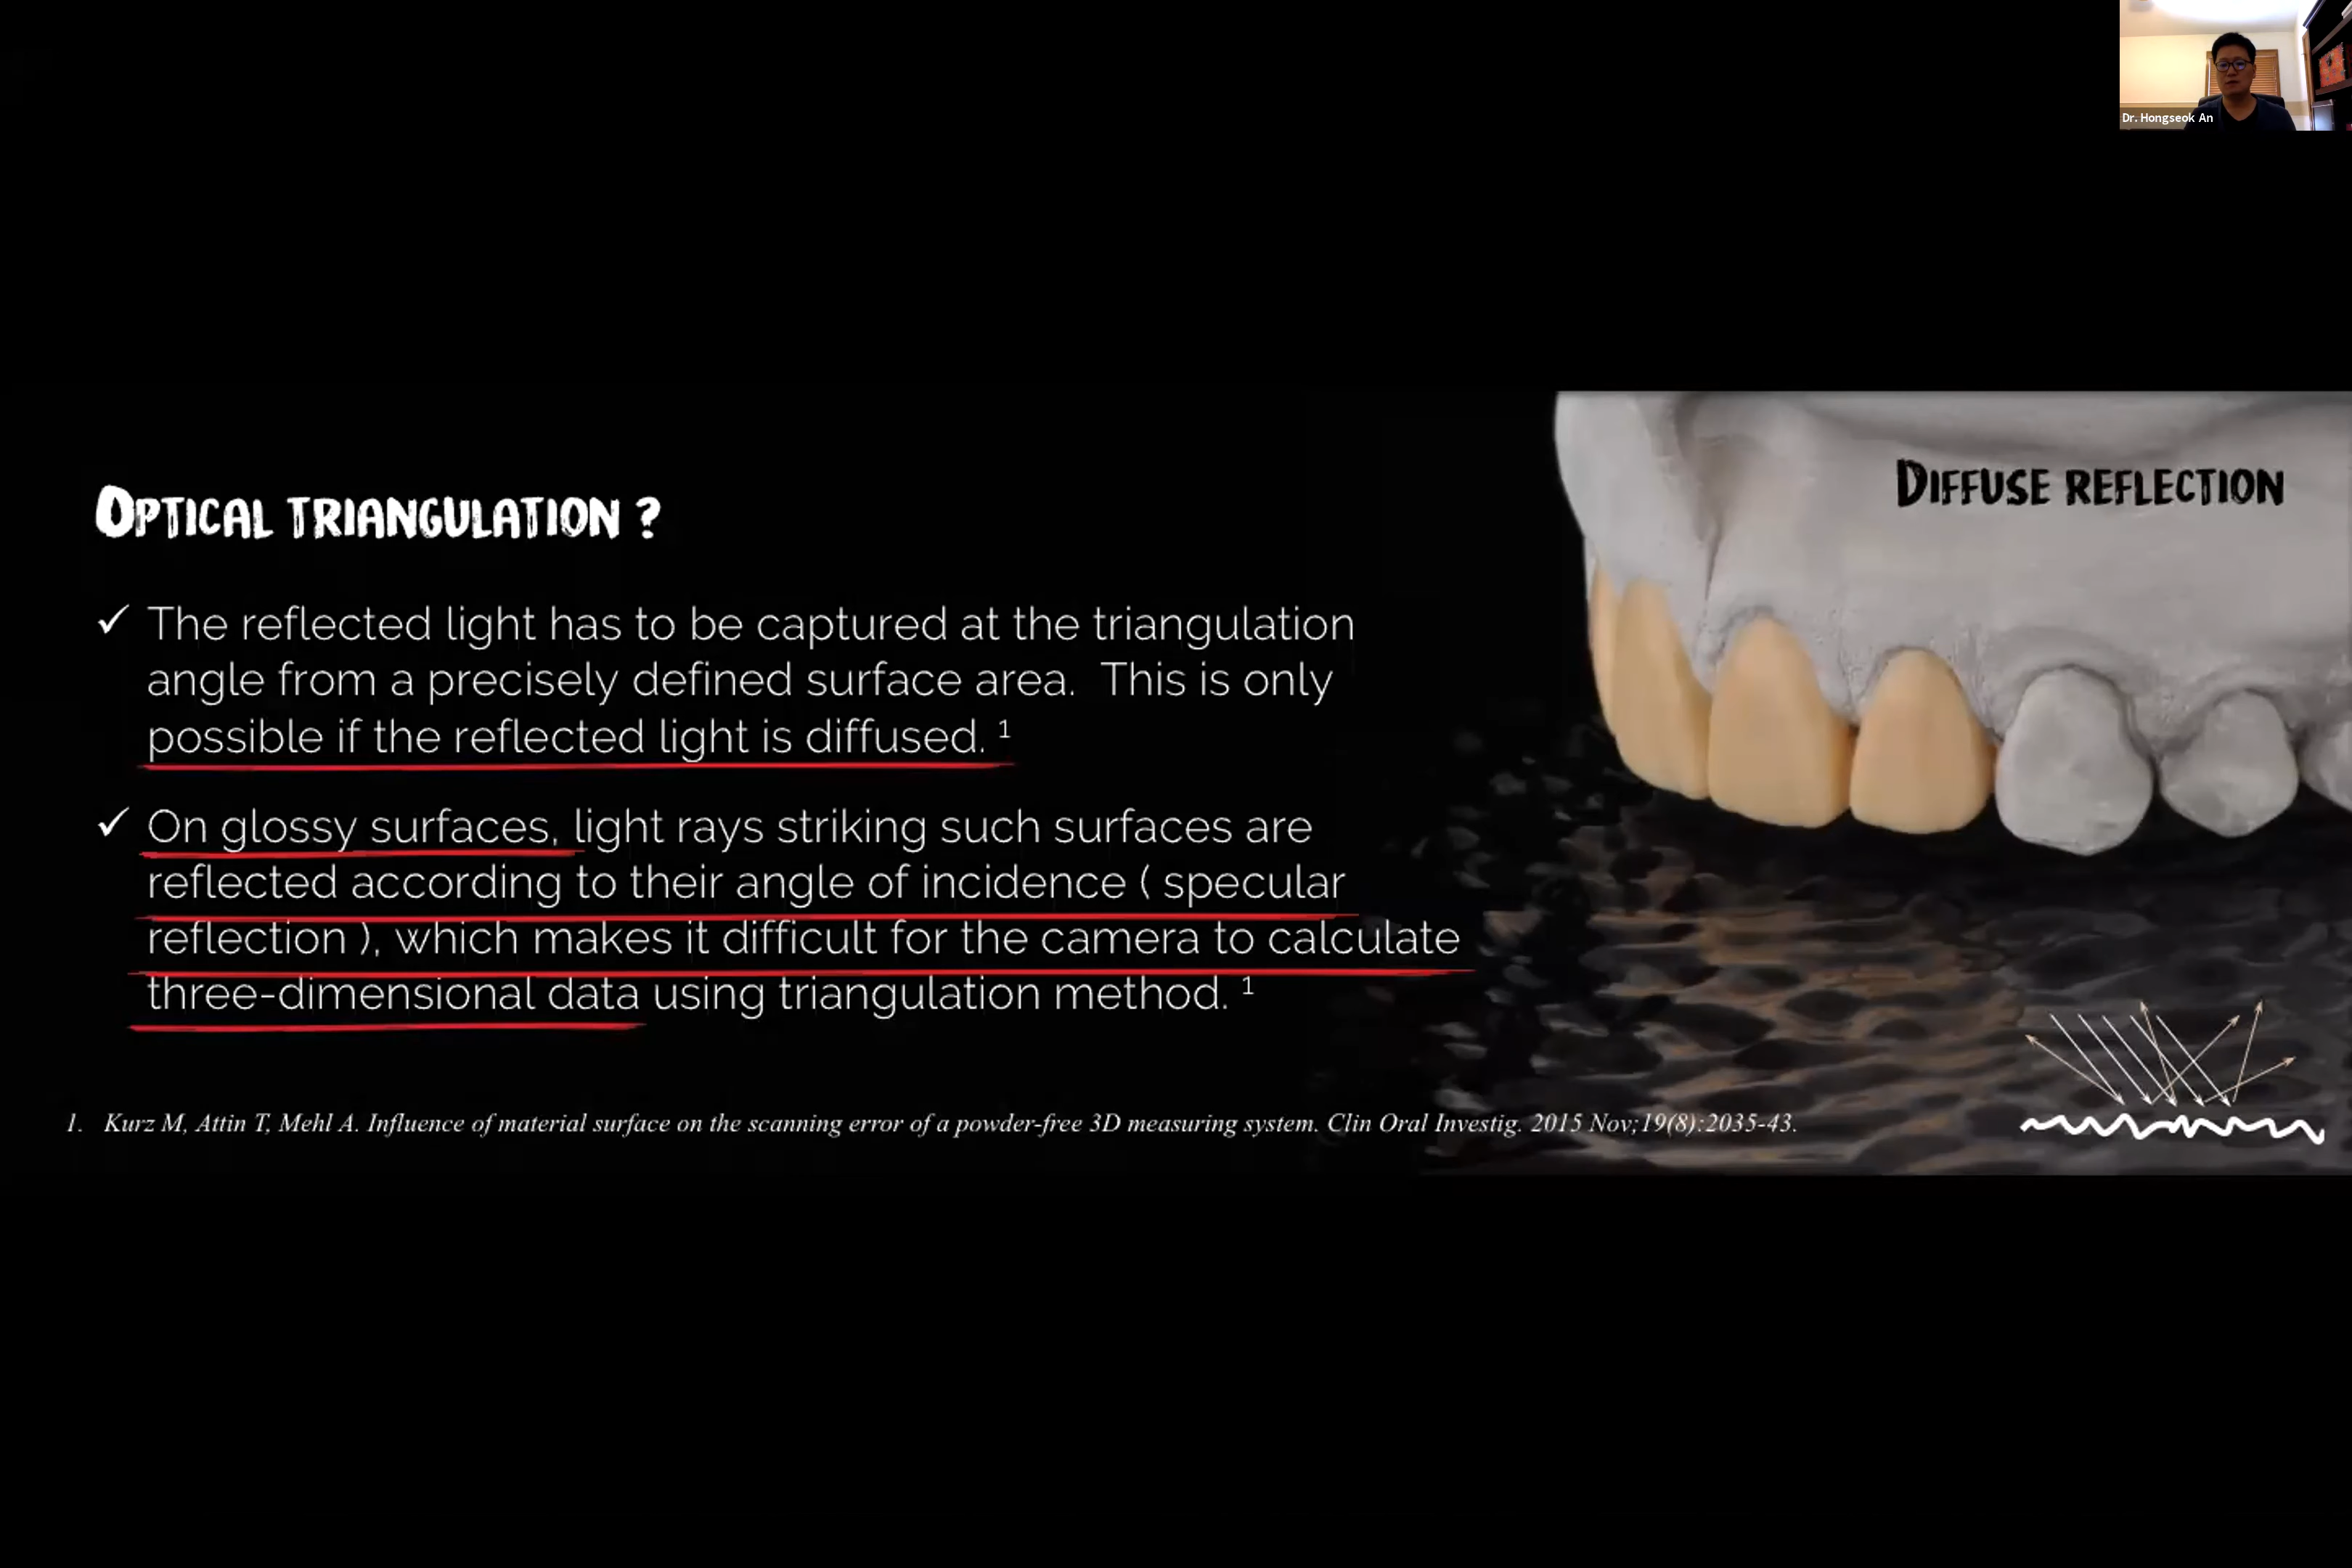 Dr. Hongseok An
OPTICAL TRIANGULATION ?
DIFFUSE REFLECTION
✓ The reflected light has to be captured at the triangulation
angle from a precisely defined surface area. This is only
possible if the reflected light is diffused. 1
✓ On glossy surfaces, light rays striking such surfaces are
reflected according to their angle of incidence ( specular
reflection ), which makes it difficult for the camera to calculate
three-dimensional data using triangulation method. 1
1. Kurz M, Attin T, Mehl A. Influence of material surface on the scanning error of a powder-free 3D measuring system. Clin Oral Investig. 2015 Nov;19(8):2035-43.